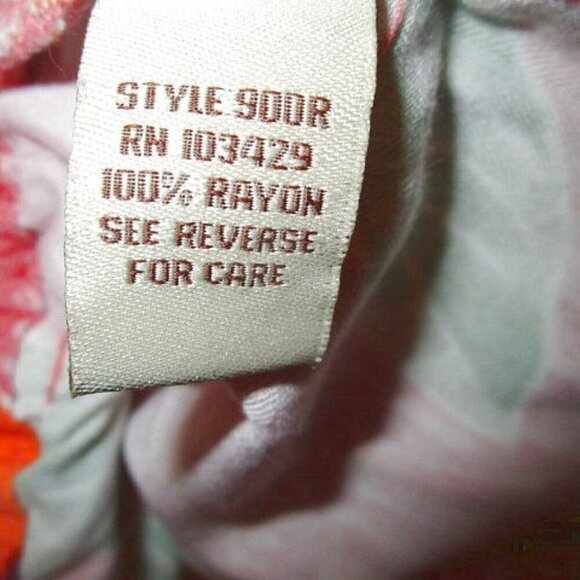 STYLE 900R
RN 103429
100% RAYON
SEE REVERSE
FOR CARE